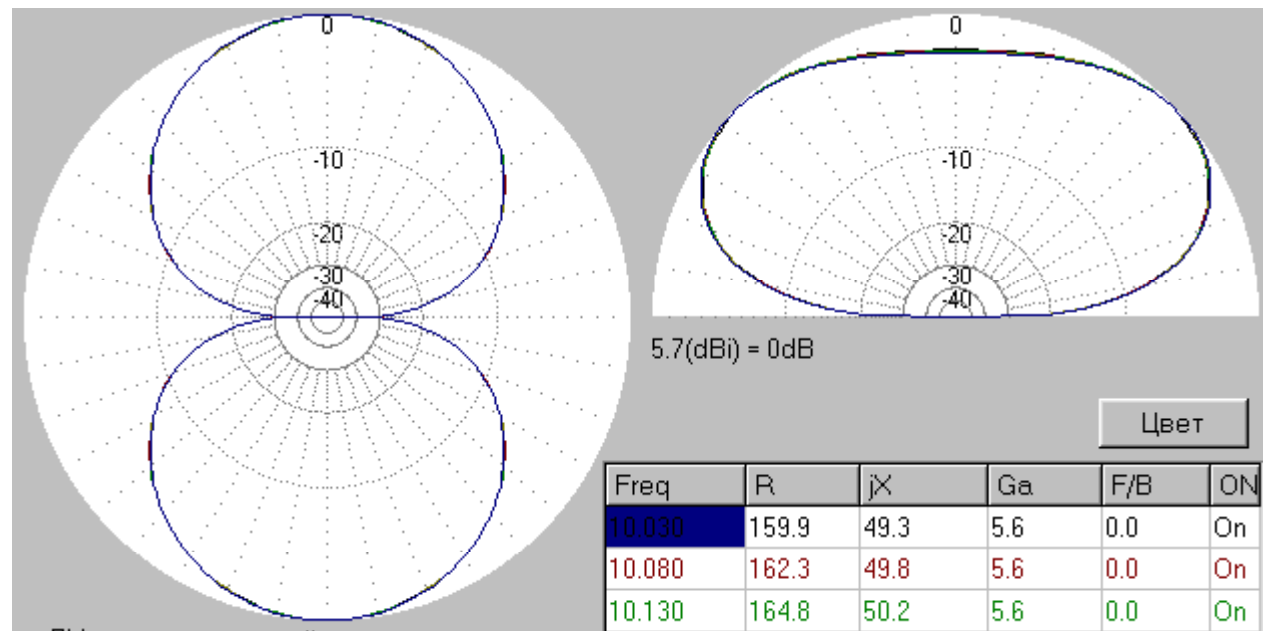 0
-10
-20
-30
-40
0
-10
-20
-30
-40
5.7(dBi) = 0dB
Цвет
Freq R jX Ga F/B ON
10.030 159.9 49.3 5.6 0.0 On
10.080 162.3 49.8 5.6 0.0 On
10.130 164.8 50.2 5.6 0.0 On